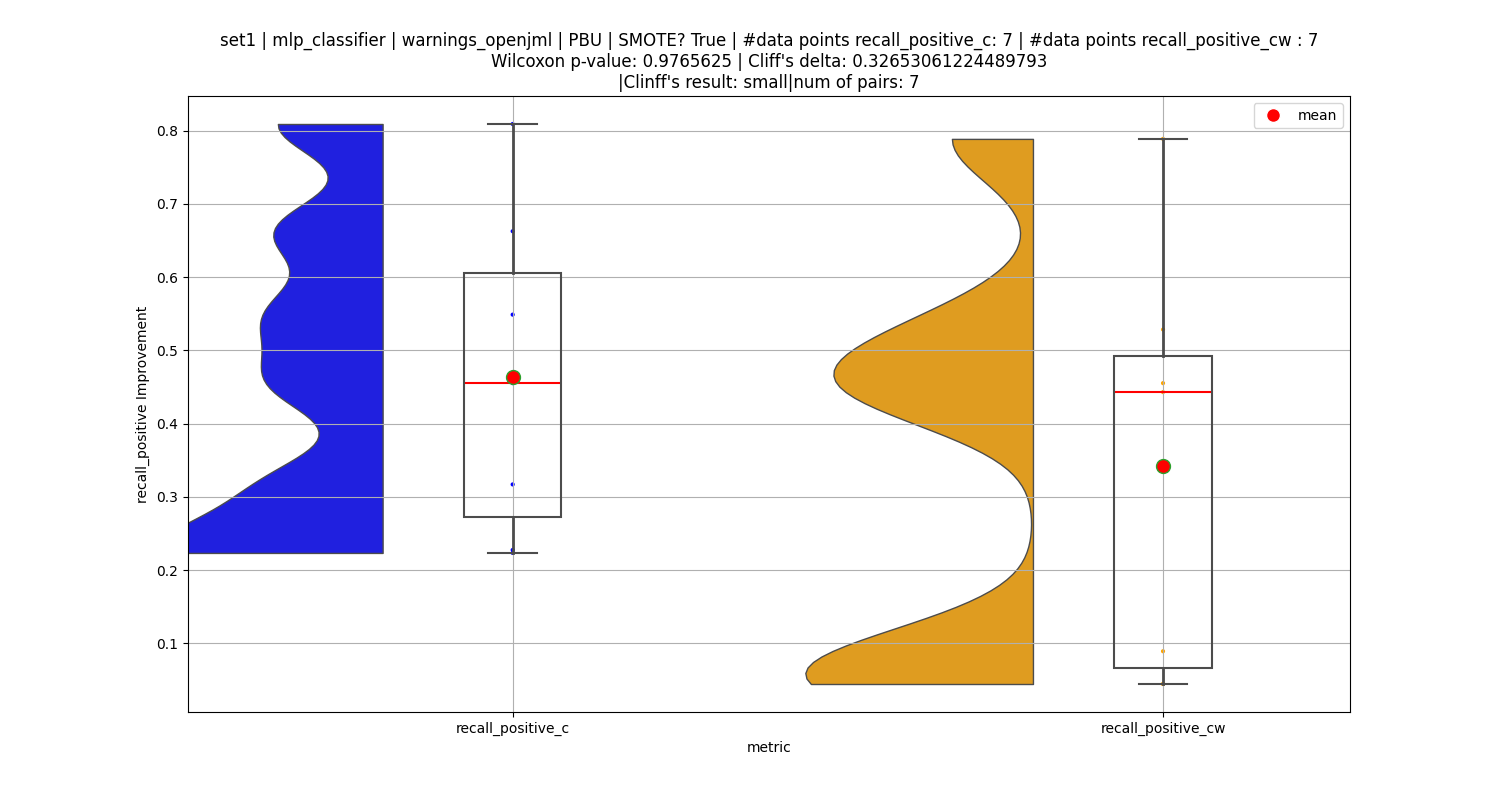 set1 | mlp_classifier | warnings_openjml | PBU | SMOTE? True | #data points recall_positive_c: 7 | #data points recall_positive_cw : 7
Wilcoxon p-value: 0.9765625 | Cliff's delta: 0.32653061224489793
|Clinff's result: small|num of pairs: 7
mean
0.8
0.7
0.6
0.5
0.4
0.3
0.2
0.1
recall_positive Improvement
recall_positive_c
recall_positive_cw
metric